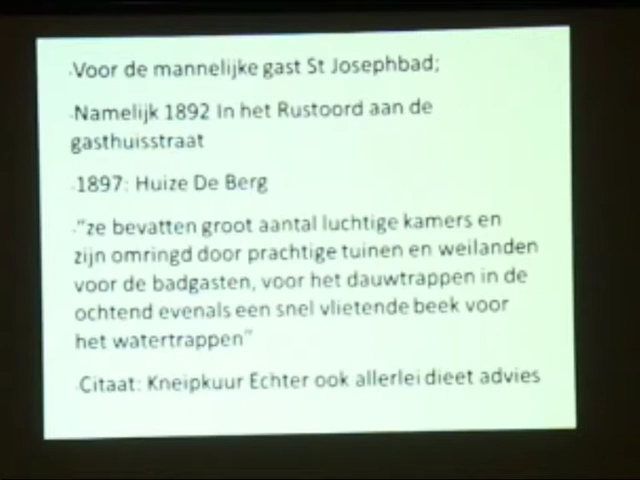 ·Voor de mannelijke gast St Josephbad;
·Namelijk 1892 In het Rustoord aan de
gasthuisstraat
·1897: Huize De Berg
·"ze bevatten groot aantal luchtige kamers en
zijn omringd door prachtige tuinen en weilanden
voor de badgasten, voor het dauwtrappen in de
ochtend evenals een snel vlietende beek voor
het watertrappen"
·Citaat: Kneipkuur Echter ook allerlei dieet advies